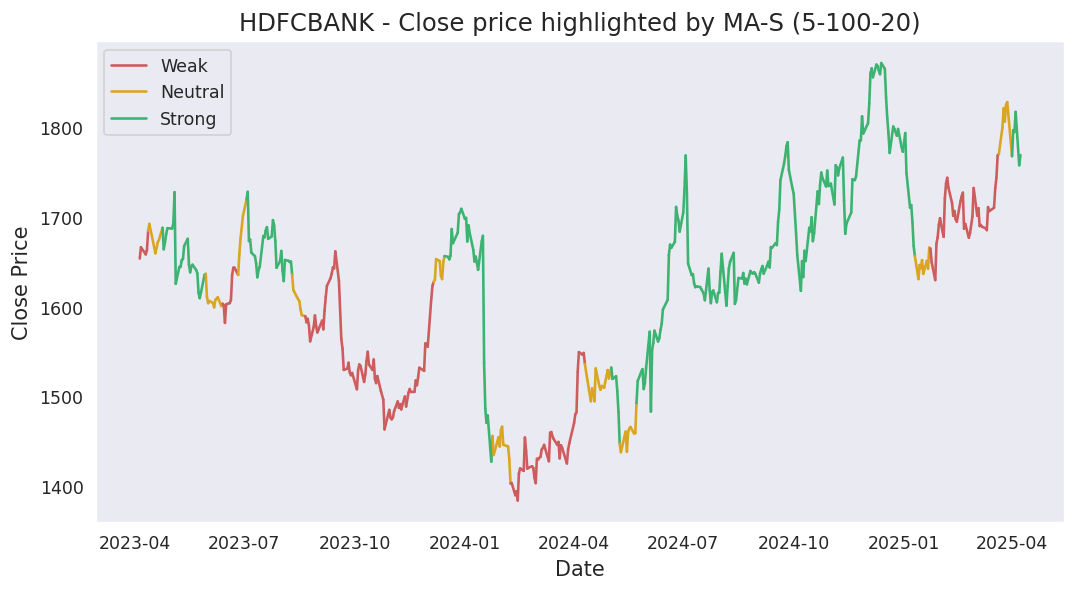 HDFCBANK - Close price highlighted by MA-S (5-100-20)
Weak
Neutral
Strong
Close Price
1800
1700
1600
1500
1400
2023-04 2023-07 2023-10 2024-01 2024-04 2024-07 2024-10 2025-01 2025-04
Date